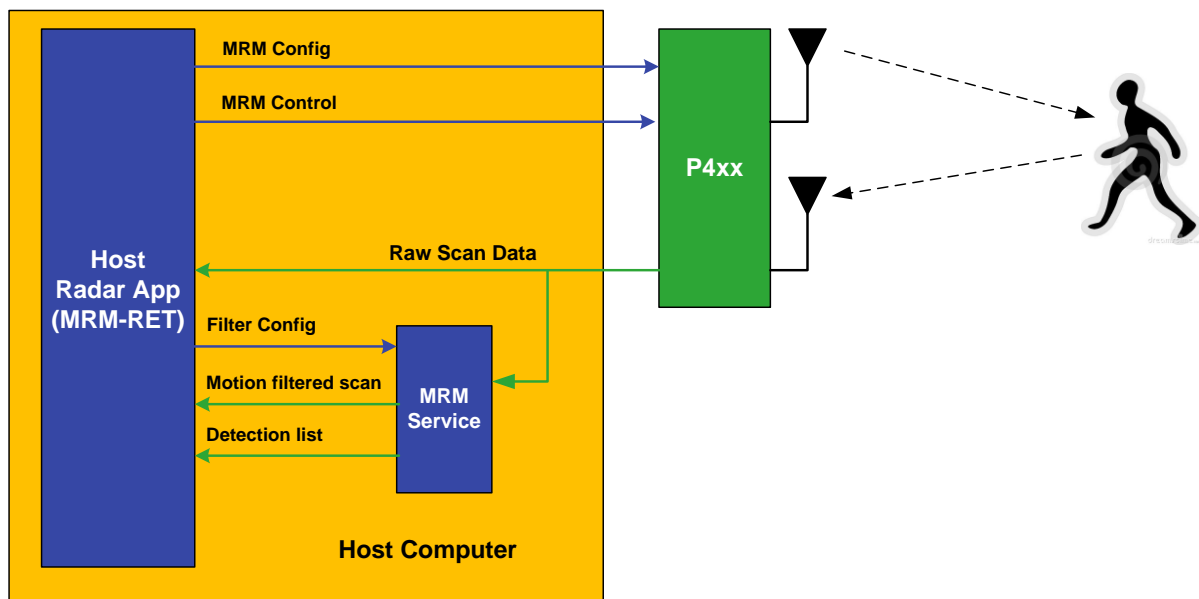 MRM Config
MRM Control
P4xx
Raw Scan Data
Host
Radar App
(MRM-RET)
Filter Config
Motion filtered scan
Detection list
MRM
Service
Host Computer